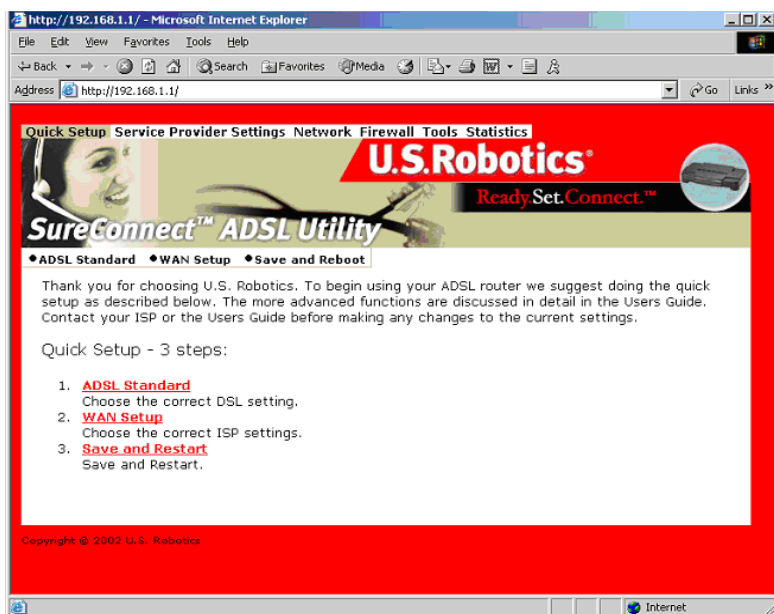 http://192.168.1.1/ - Microsoft Internet Explorer
File Edit View Favorites Tools Help
Back Search Favorites Media
Address http://192.168.1.1/ Go Links »
Quick Setup Service Provider Settings Network Firewall Tools Statistics
U.S.Robotics®
Ready.Set.Connect.™
SureConnect™ ADSL Utility
•ADSL Standard •WAN Setup •Save and Reboot
Thank you for choosing U.S. Robotics. To begin using your ADSL router we suggest doing the quick
setup as described below. The more advanced functions are discussed in detail in the Users Guide.
Contact your ISP or the Users Guide before making any changes to the current settings.
Quick Setup - 3 steps:
1. ADSL Standard
Choose the correct DSL setting.
2. WAN Setup
Choose the correct ISP settings.
3. Save and Restart
Save and Restart.
Copyright © 2002 U.S. Robotics
Internet